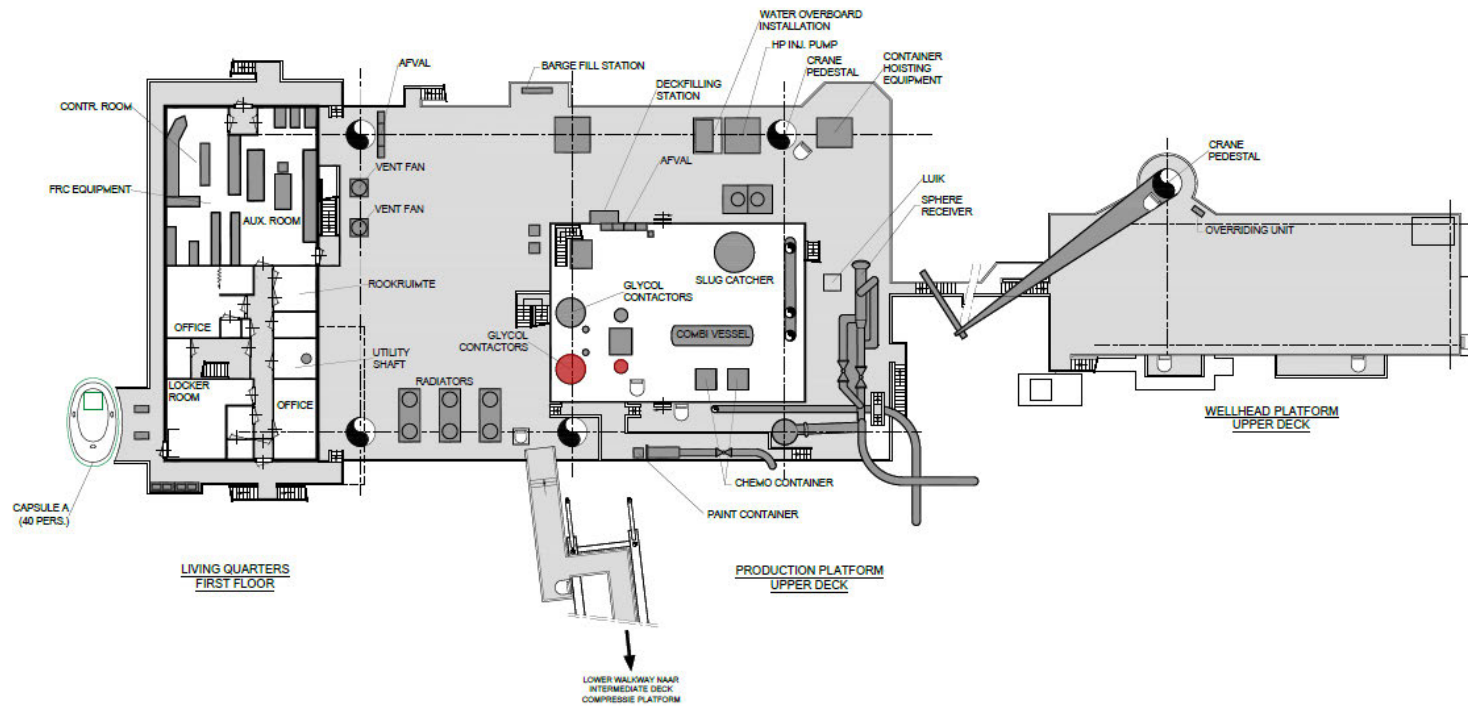 WATER OVERBOARD
INSTALLATION
HP INJ. PUMP
CRANE
PEDESTAL
CONTAINER
HOISTING
EQUIPMENT
AFVAL
BARGE FILL STATION
DECKFILLING
STATION
CONTR. ROOM
VENT FAN
AFVAL
CRANE
PEDESTAL
FRC EQUIPMENT
AUX. ROOM
VENT FAN
LUIK
SPHERE
RECEIVER
OVERRIDING UNIT
SLUG CATCHER
ROOKRUIMTE
GLYCOL
CONTACTORS
OFFICE
GLYCOL
CONTACTORS
COMBI VESSEL
UTILITY
SHAFT
LOCKER
ROOM
OFFICE
RADIATORS
WELLHEAD PLATFORM
UPPER DECK
CHEMO CONTAINER
CAPSULE A
(40 PERS.)
PAINT CONTAINER
LIVING QUARTERS
FIRST FLOOR
PRODUCTION PLATFORM
UPPER DECK
LOWER WALKWAY NAAR
INTERMEDIATE DECK
COMPRESSIE PLATFORM